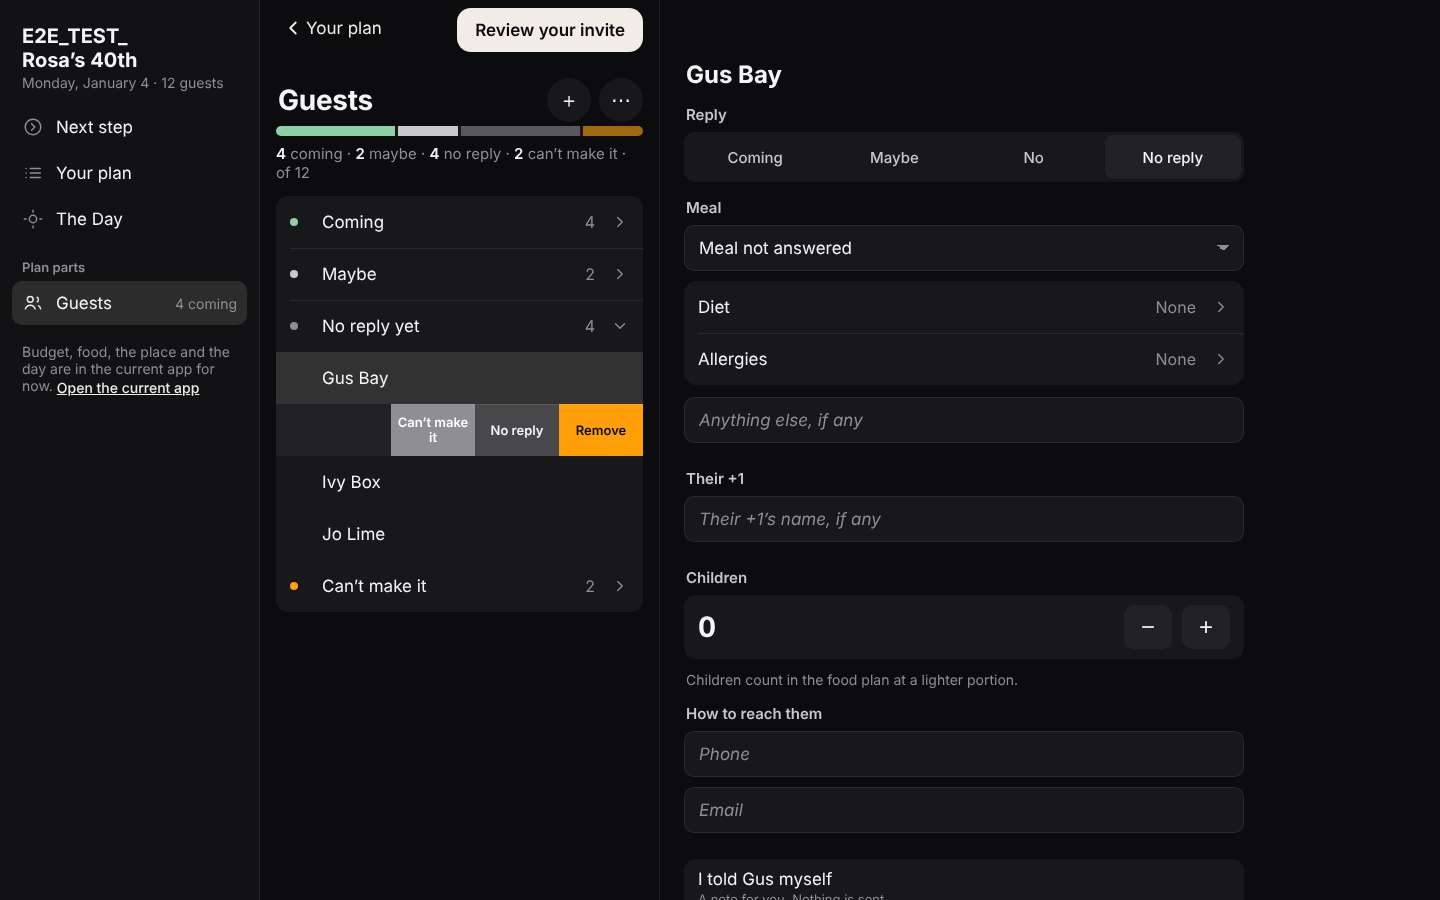 E2E_TEST_
Rosa’s 40th
Monday, January 4 · 12 guests
Next step
Your plan
The Day
Plan parts
Guests 4 coming
Budget, food, the place and the
day are in the current app for
now. Open the current app
Your plan
Review your invite
Guests
4 coming · 2 maybe · 4 no reply · 2 can’t make it ·
of 12
Coming 4
Maybe 2
No reply yet 4
Gus Bay
Can’t make
it
No reply
Remove
Ivy Box
Jo Lime
Can’t make it 2
Gus Bay
Reply
Coming Maybe No No reply
Meal
Meal not answered
Diet None
Allergies None
Anything else, if any
Their +1
Their +1’s name, if any
Children
0
Children count in the food plan at a lighter portion.
How to reach them
Phone
Email
I told Gus myself
A note for you. Nothing is sent.